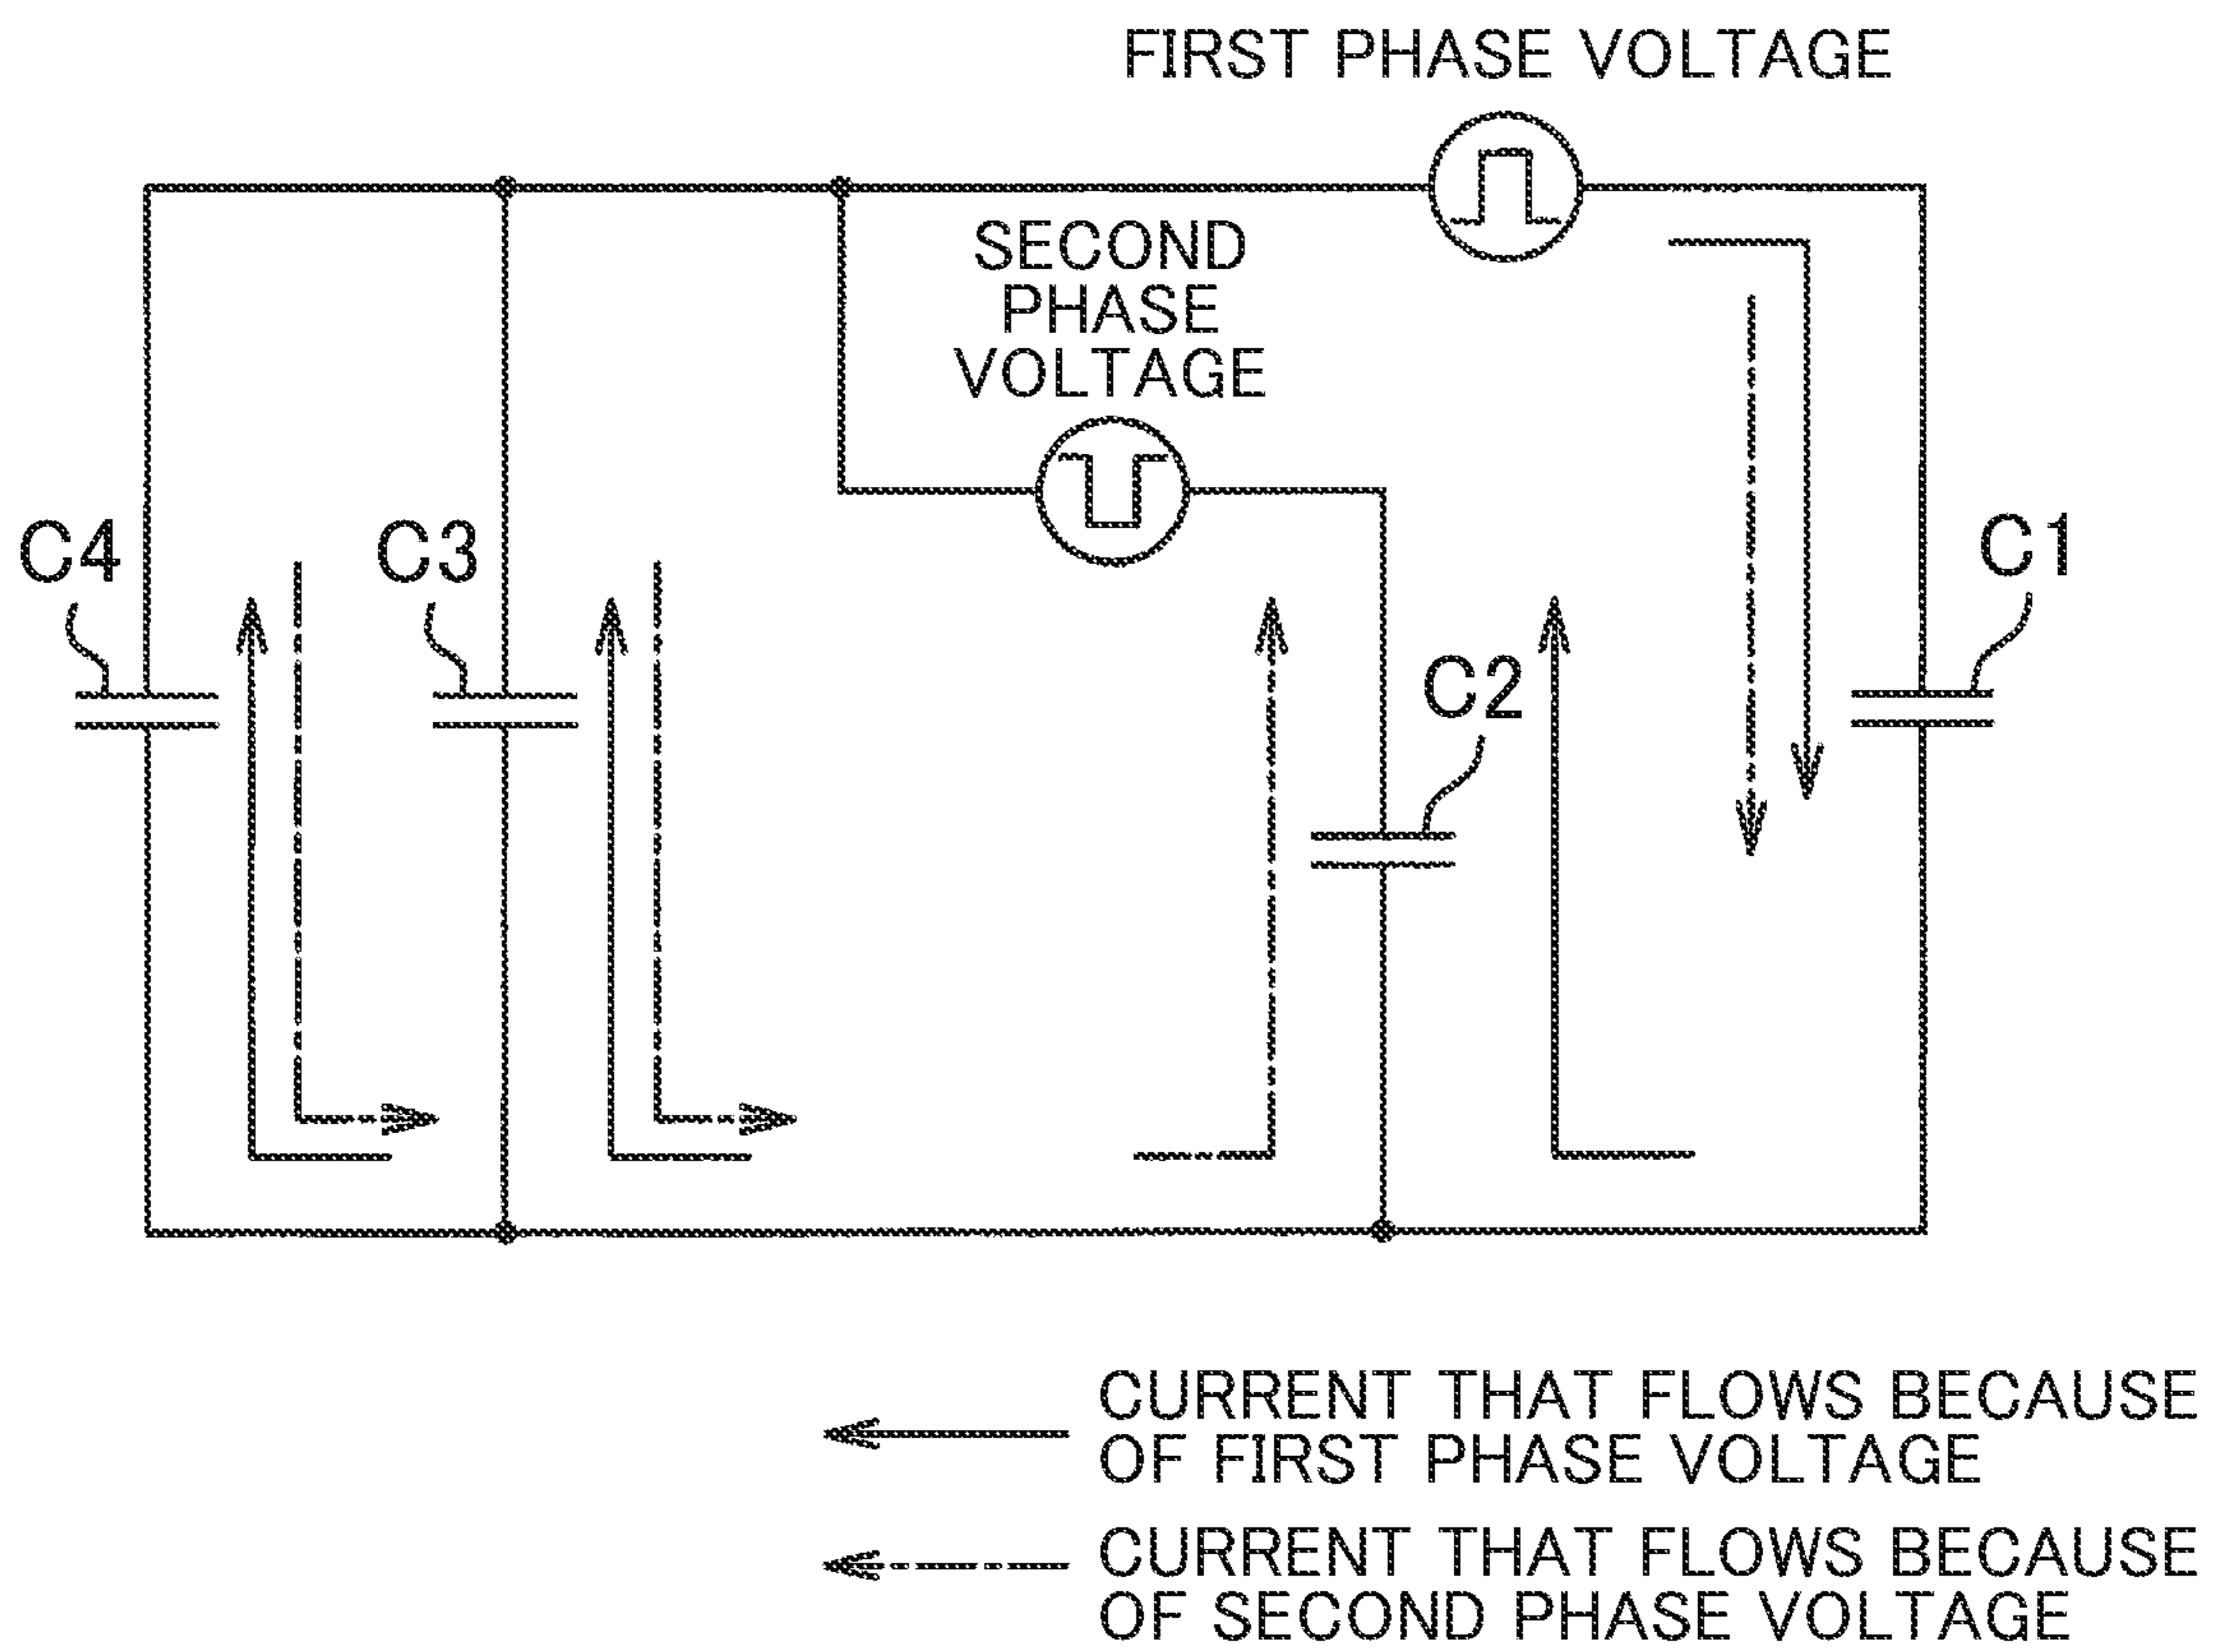 FIRST PHASE VOLTAGE
SECOND
PHASE
VOLTAGE
C4
C3
C1
C2
CURRENT THAT FLOWS BECAUSE
OF FIRST PHASE VOLTAGE
CURRENT THAT FLOWS BECAUSE
OF SECOND PHASE VOLTAGE